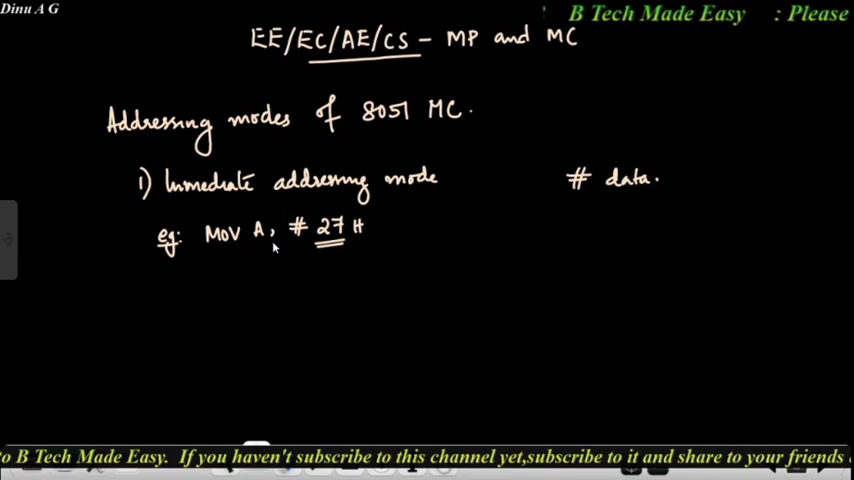 Dinu A G
B Tech Made Easy : Please
EE/EC/AE/CS - MP and MC
Addressing modes of 8051 MC.
1) Immediate addressing mode # data.
eg: MOV A, # 27 H
o B Tech Made Easy. If you haven't subscribe to this channel yet,subscribe to it and share to your friends